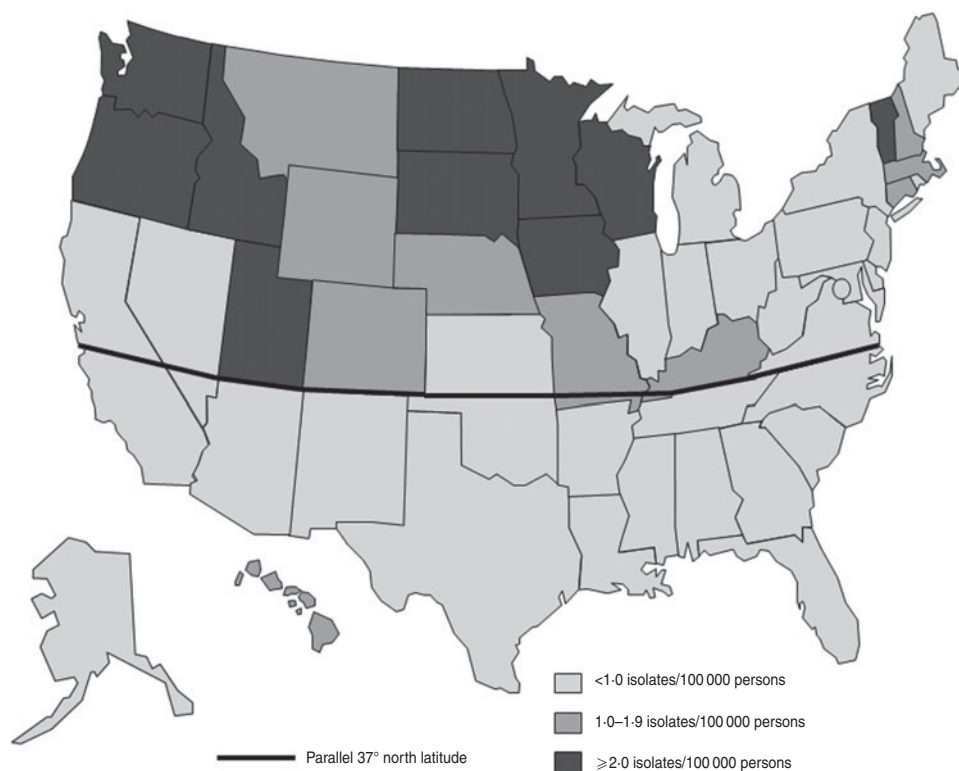 <1·0 isolates/100 000 persons
1·0–1·9 isolates/100 000 persons
Parallel 37° north latitude
⩾2·0 isolates/100 000 persons